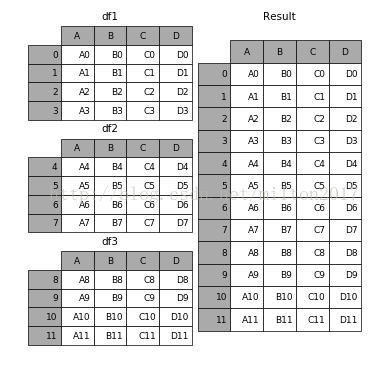 df1
A B C D
0 A0 B0 C0 D0
1 A1 B1 C1 D1
2 A2 B2 C2 D2
3 A3 B3 C3 D3
df2
A B C D
4 A4 B4 C4 D4
5 A5 B5 C5 D5
6 A6 B6 C6 D6
7 A7 B7 C7 D7
df3
A B C D
8 A8 B8 C8 D8
9 A9 B9 C9 D9
10 A10 B10 C10 D10
11 A11 B11 C11 D11
Result
A B C D
0 A0 B0 C0 D0
1 A1 B1 C1 D1
2 A2 B2 C2 D2
3 A3 B3 C3 D3
4 A4 B4 C4 D4
5 A5 B5 C5 D5
6 A6 B6 C6 D6
7 A7 B7 C7 D7
8 A8 B8 C8 D8
9 A9 B9 C9 D9
10 A10 B10 C10 D10
11 A11 B11 C11 D11